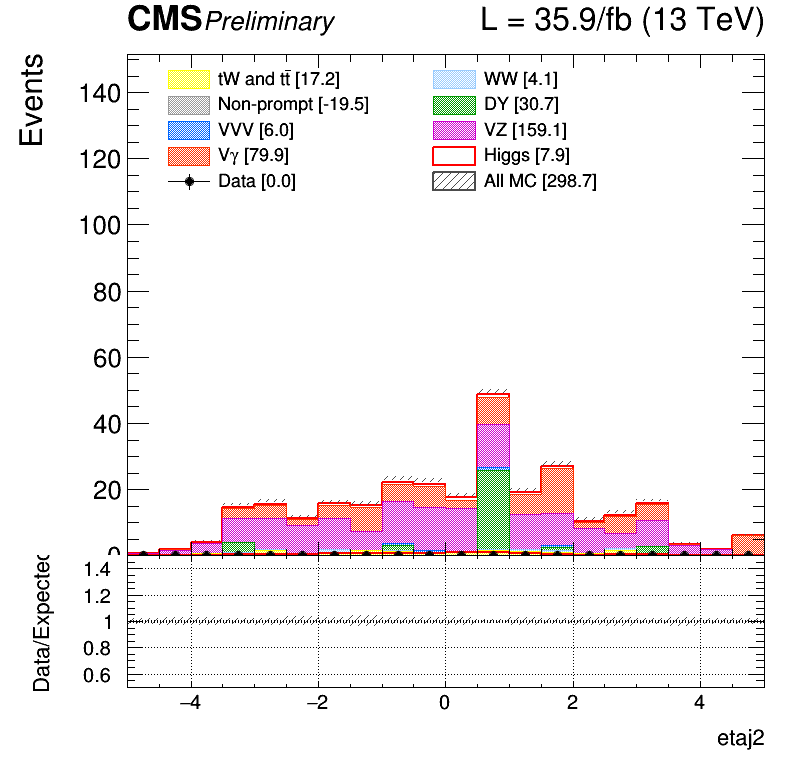 CMS Preliminary L = 35.9/fb (13 TeV)
Events
tW and tt̄ [17.2] WW [4.1]
Non-prompt [-19.5] DY [30.7]
VVV [6.0] VZ [159.1]
Vγ [79.9] Higgs [7.9]
Data [0.0] All MC [298.7]
140
120
100
80
60
40
20
0
Data/Expected
1.4
1.2
1
0.8
0.6
−4 −2 0 2 4
etaj2